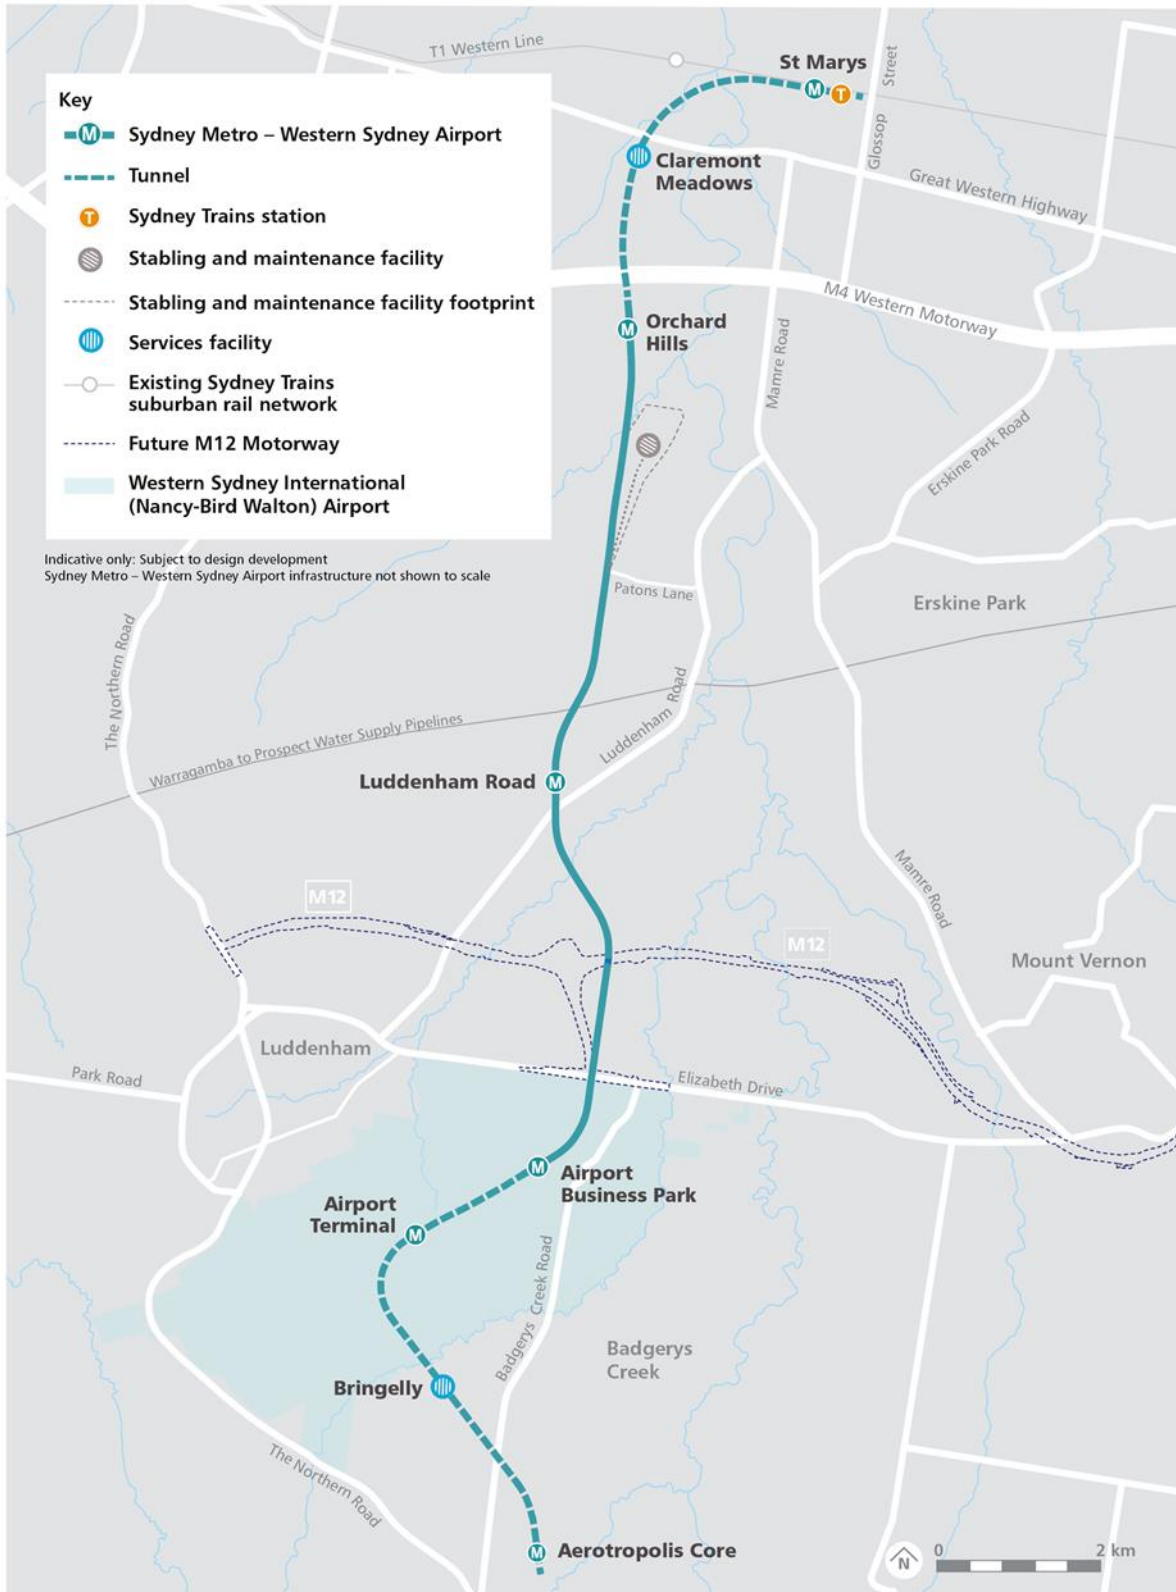 T1 Western Line
St Marys
M
T
Glossop Street
Key
M Sydney Metro – Western Sydney Airport
Tunnel
T Sydney Trains station
Stabling and maintenance facility
Stabling and maintenance facility footprint
Services facility
Existing Sydney Trains
suburban rail network
Future M12 Motorway
Western Sydney International
(Nancy-Bird Walton) Airport
Indicative only: Subject to design development
Sydney Metro – Western Sydney Airport infrastructure not shown to scale
Claremont
Meadows
Great Western Highway
M4 Western Motorway
M
Orchard
Hills
Mamre Road
Erskine Park Road
Patons Lane
Erskine Park
The Northern Road
Warragamba to Prospect Water Supply Pipelines
Luddenham Road
Luddenham Road
M
Mamre Road
M12
M12
Mount Vernon
Luddenham
Park Road
Elizabeth Drive
M
Airport
Business Park
Airport
Terminal
M
Badgerys Creek Road
Badgerys
Creek
Bringelly
The Northern Road
M
Aerotropolis Core
N
0
2 km